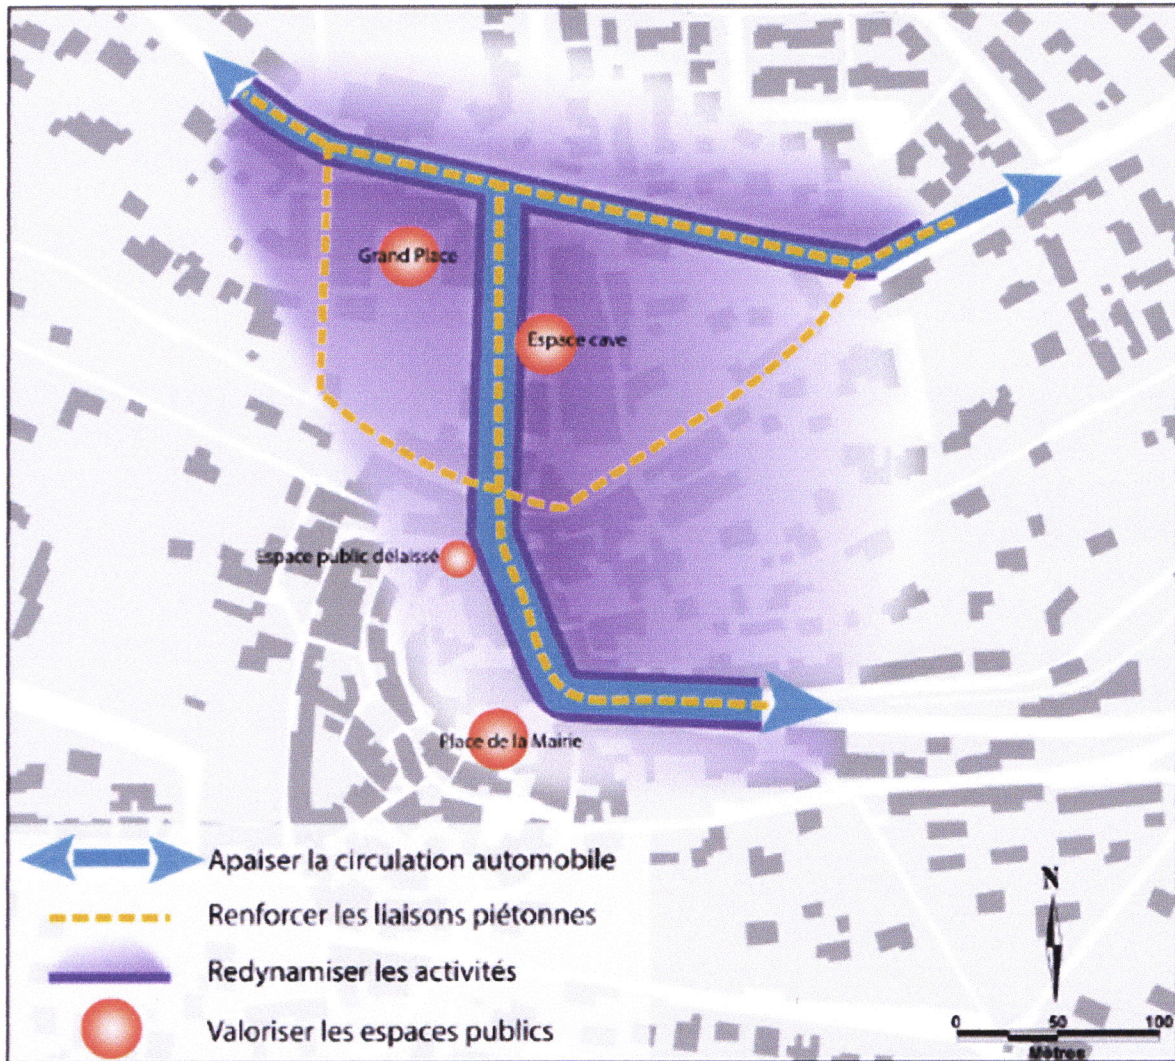 Grand Place
Espace cave
Espace public délaissé
Place de la Mairie
Apaiser la circulation automobile
Renforcer les liaisons piétonnes
Redynamiser les activités
Valoriser les espaces publics
N
0 50 100
Mètres